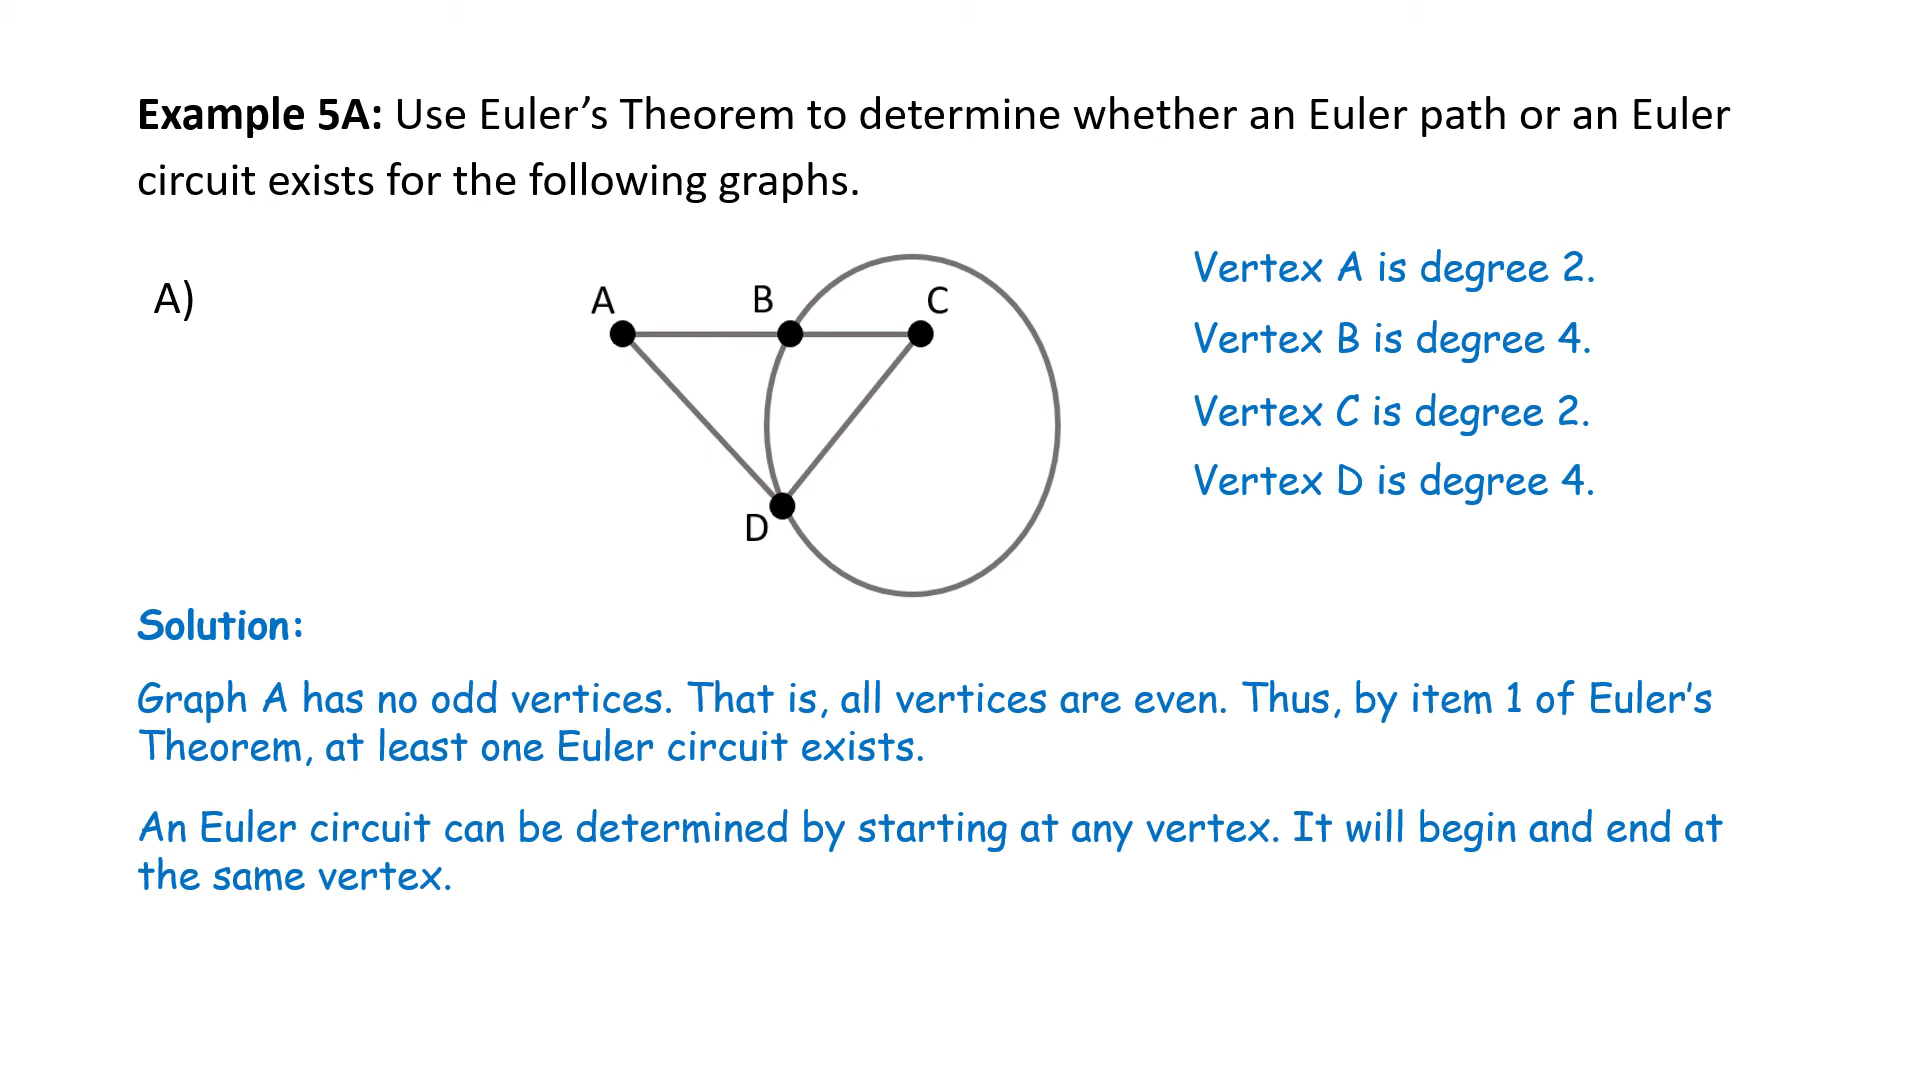 Example 5A: Use Euler’s Theorem to determine whether an Euler path or an Euler
circuit exists for the following graphs.
A)
A
B
C
D
Vertex A is degree 2.
Vertex B is degree 4.
Vertex C is degree 2.
Vertex D is degree 4.
Solution:
Graph A has no odd vertices. That is, all vertices are even. Thus, by item 1 of Euler’s
Theorem, at least one Euler circuit exists.
An Euler circuit can be determined by starting at any vertex. It will begin and end at
the same vertex.